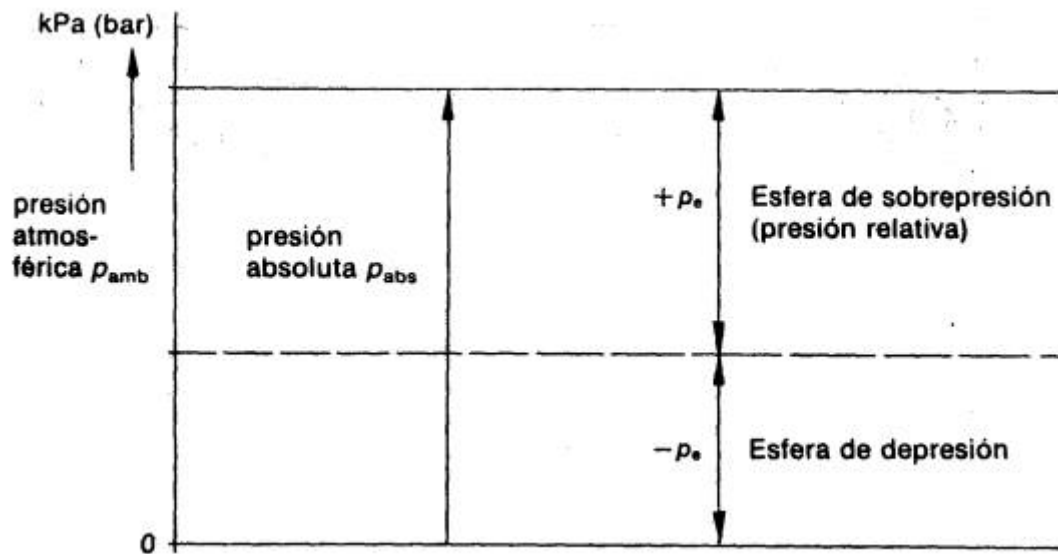 kPa (bar)
presión
atmos-
férica p_amb
presión
absoluta p_abs
+p_e
Esfera de sobrepresión
(presión relativa)
−p_e
Esfera de depresión
0